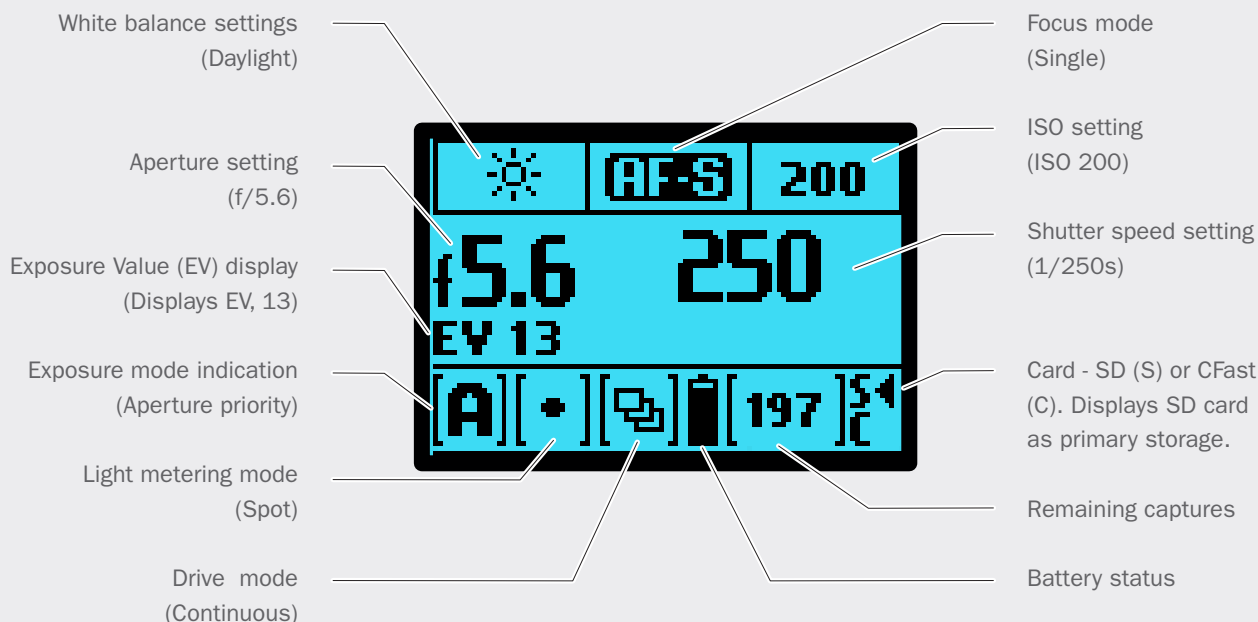 White balance settings
(Daylight)
Aperture setting
(f/5.6)
Exposure Value (EV) display
(Displays EV, 13)
Exposure mode indication
(Aperture priority)
Light metering mode
(Spot)
Drive mode
(Continuous)
AF-S 200
f5.6 250
EV 13
[A][ ][ ] [197] S
C
Focus mode
(Single)
ISO setting
(ISO 200)
Shutter speed setting
(1/250s)
Card - SD (S) or CFast
(C). Displays SD card
as primary storage.
Remaining captures
Battery status